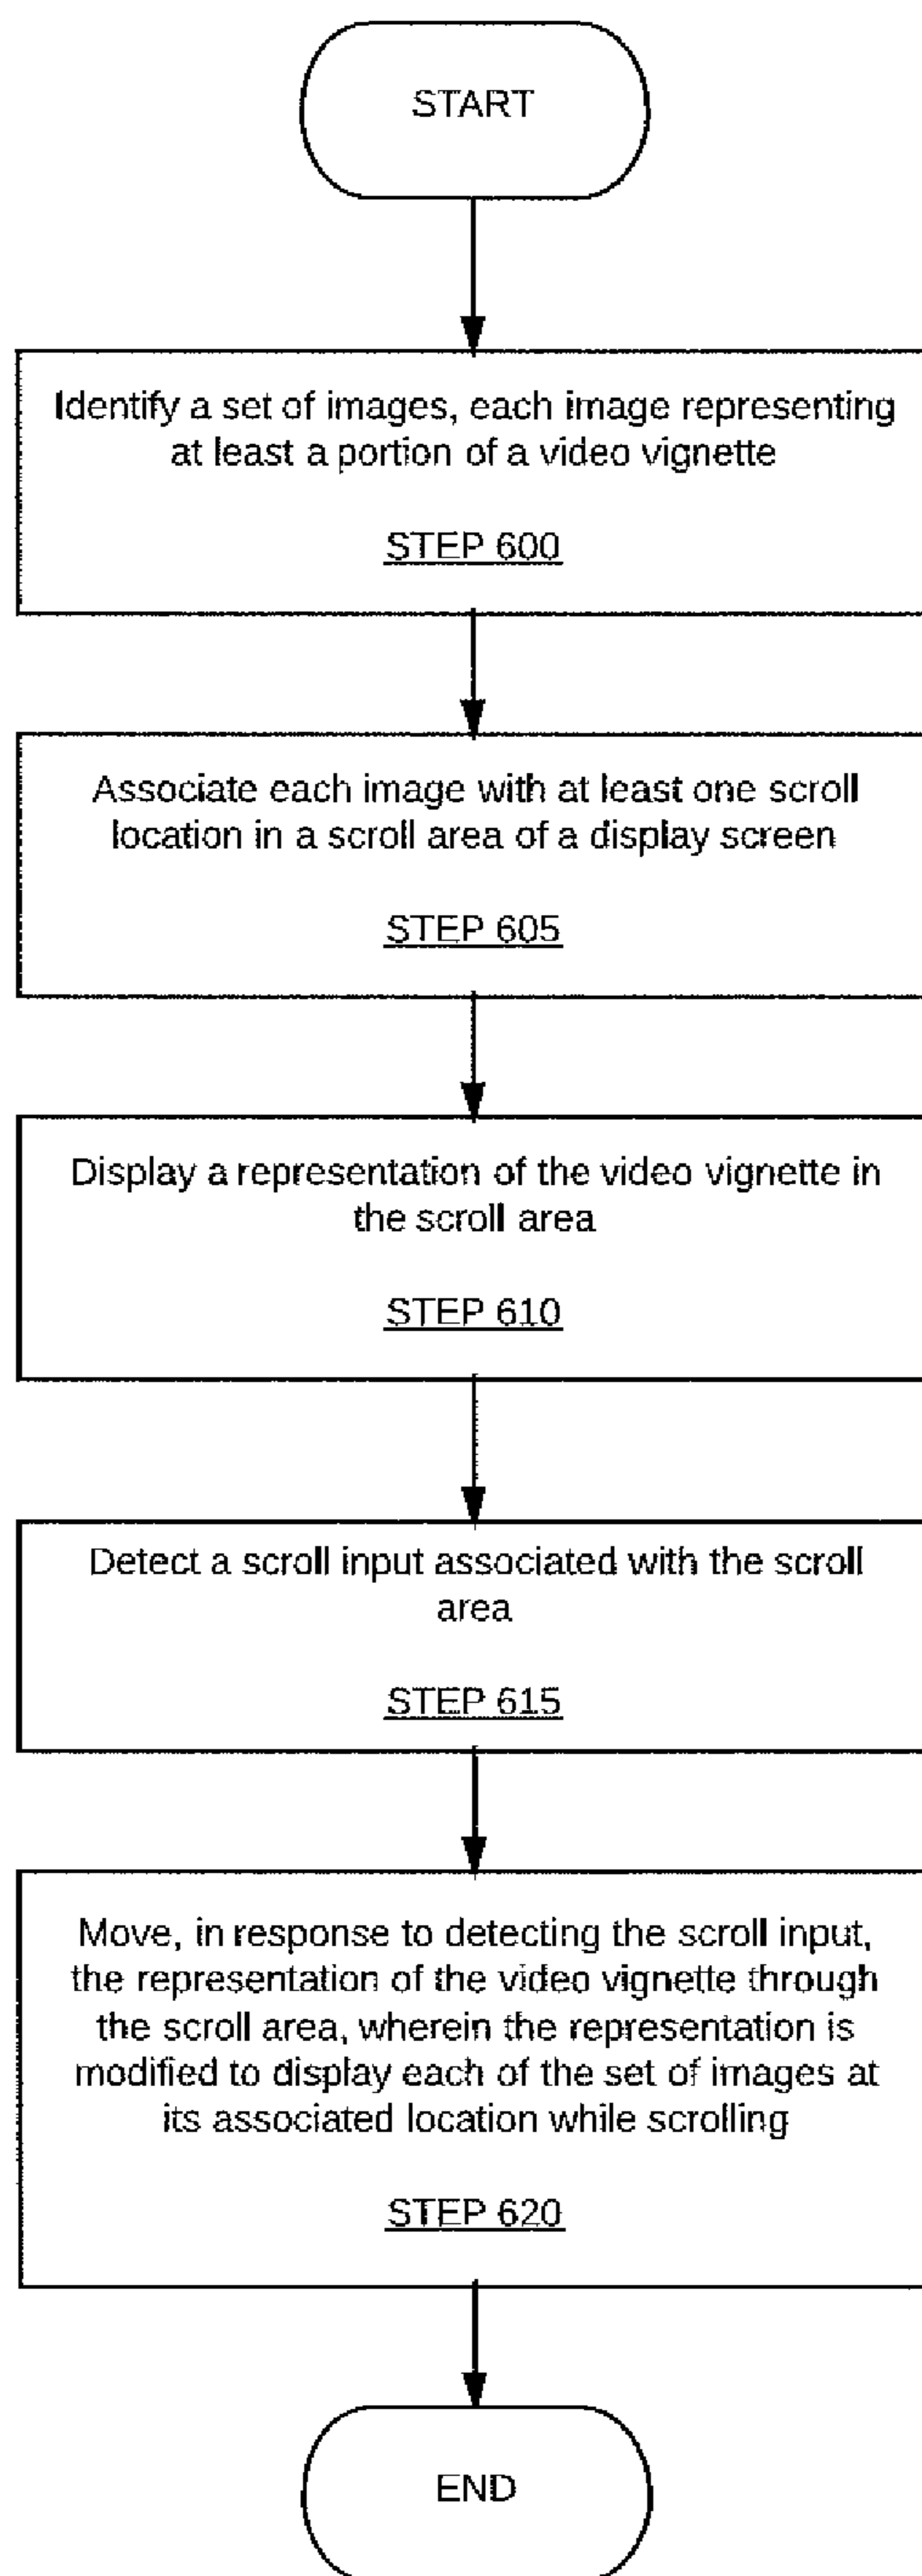 START
Identify a set of images, each image representing
at least a portion of a video vignette
STEP 600
Associate each image with at least one scroll
location in a scroll area of a display screen
STEP 605
Display a representation of the video vignette in
the scroll area
STEP 610
Detect a scroll input associated with the scroll
area
STEP 615
Move, in response to detecting the scroll input,
the representation of the video vignette through
the scroll area, wherein the representation is
modified to display each of the set of images at
its associated location while scrolling
STEP 620
END